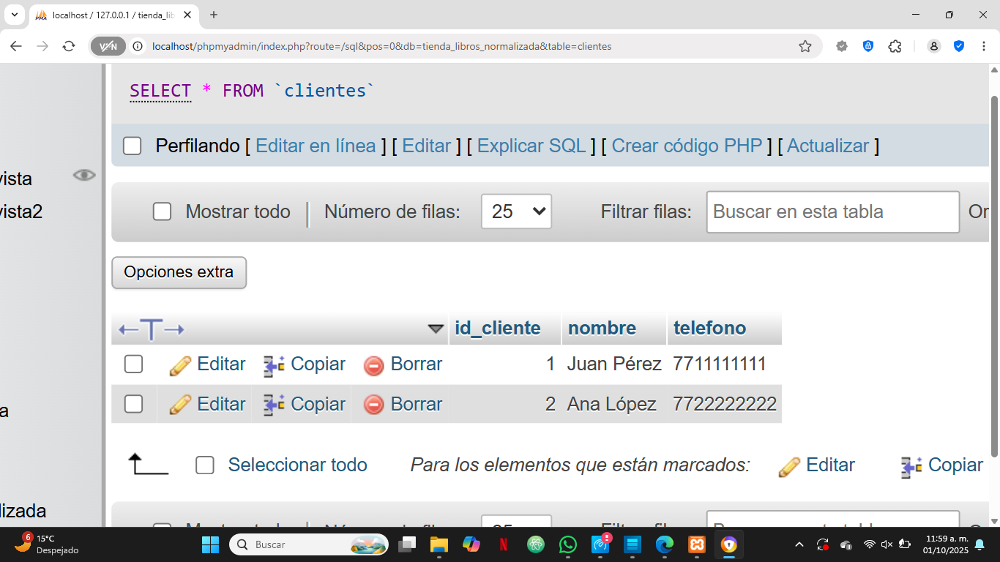 localhost / 127.0.0.1 / tienda_lib
VPN
localhost/phpmyadmin/index.php?route=/sql&pos=0&db=tienda_libros_normalizada&table=clientes
SELECT * FROM `clientes`
Perfilando [ Editar en línea ] [ Editar ] [ Explicar SQL ] [ Crear código PHP ] [ Actualizar ]
vista
vista2
Mostrar todo Número de filas: 25 Filtrar filas: Buscar en esta tabla Or
Opciones extra
id_cliente nombre telefono
Editar Copiar Borrar 1 Juan Pérez 7711111111
Editar Copiar Borrar 2 Ana López 7722222222
a
Seleccionar todo Para los elementos que están marcados: Editar Copiar
lizada
6
15°C
Despejado
Buscar
11:59 a. m.
01/10/2025